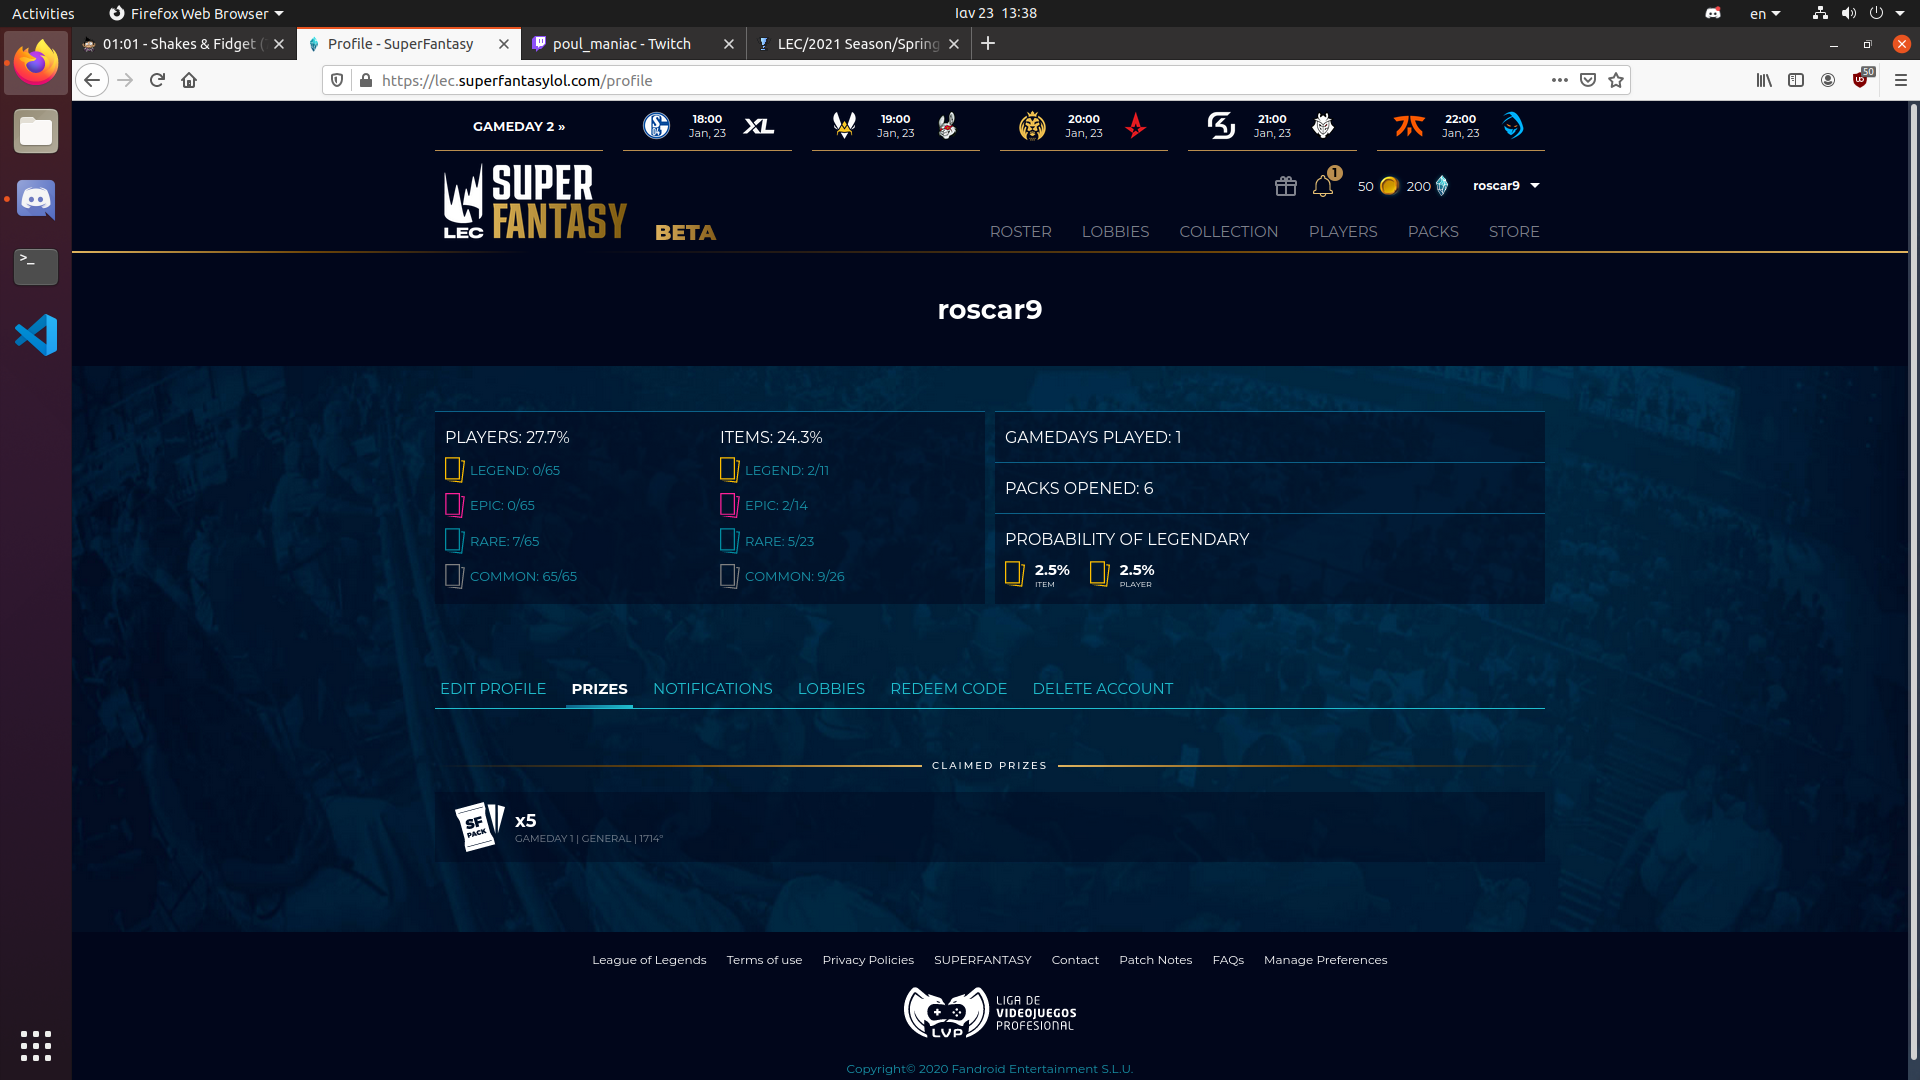 Activities
Firefox Web Browser
Ιαν 23 13:38
en
01:01 - Shakes & Fidget (
Profile - SuperFantasy
poul_maniac - Twitch
LEC/2021 Season/Spring
https://lec.superfantasylol.com/profile
50
GAMEDAY 2 »
18:00
Jan, 23
XL
19:00
Jan, 23
20:00
Jan, 23
21:00
Jan, 23
22:00
Jan, 23
LEC
SUPER
FANTASY
BETA
1
50
200
roscar9
ROSTER
LOBBIES
COLLECTION
PLAYERS
PACKS
STORE
roscar9
PLAYERS: 27.7%
LEGEND: 0/65
EPIC: 0/65
RARE: 7/65
COMMON: 65/65
ITEMS: 24.3%
LEGEND: 2/11
EPIC: 2/14
RARE: 5/23
COMMON: 9/26
GAMEDAYS PLAYED: 1
PACKS OPENED: 6
PROBABILITY OF LEGENDARY
2.5%
ITEM
2.5%
PLAYER
EDIT PROFILE
PRIZES
NOTIFICATIONS
LOBBIES
REDEEM CODE
DELETE ACCOUNT
CLAIMED PRIZES
SF
PACK
x5
GAMEDAY 1 | GENERAL | 1714º
League of Legends
Terms of use
Privacy Policies
SUPERFANTASY
Contact
Patch Notes
FAQs
Manage Preferences
LVP
LIGA DE
VIDEOJUEGOS
PROFESIONAL
Copyright© 2020 Fandroid Entertainment S.L.U.